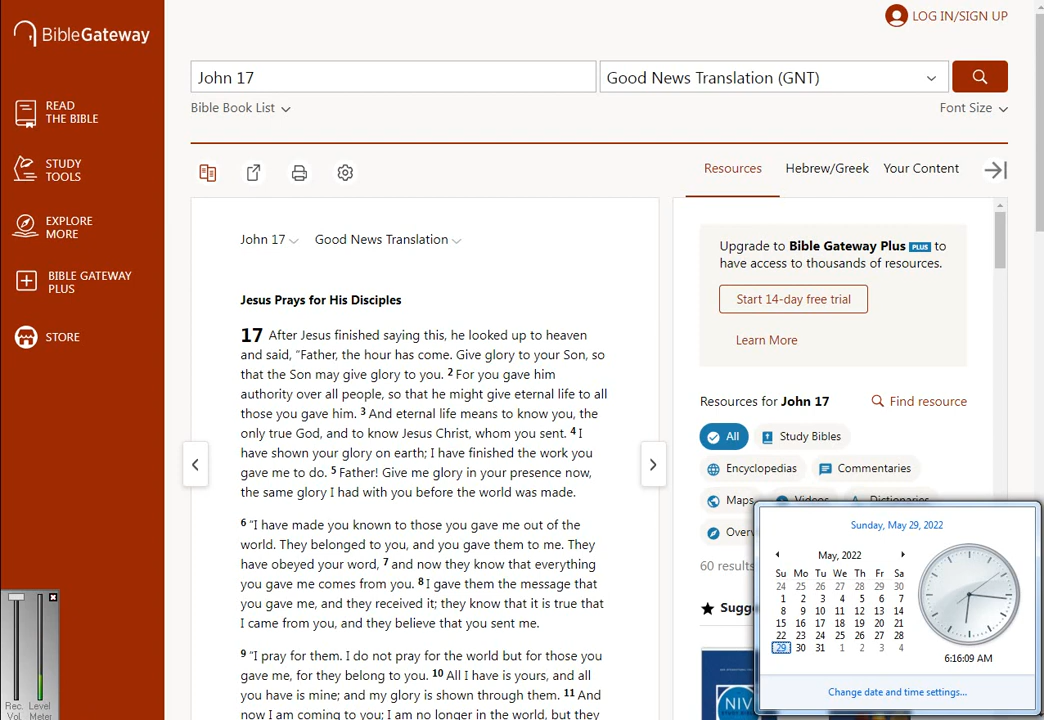 BibleGateway
LOG IN/SIGN UP
John 17
Good News Translation (GNT)
Bible Book List
Font Size
READ
THE BIBLE
STUDY
TOOLS
EXPLORE
MORE
BIBLE GATEWAY
PLUS
STORE
Resources
Hebrew/Greek
Your Content
John 17
Good News Translation
Jesus Prays for His Disciples
17 After Jesus finished saying this, he looked up to heaven
and said, “Father, the hour has come. Give glory to your Son, so
that the Son may give glory to you. 2 For you gave him
authority over all people, so that he might give eternal life to all
those you gave him. 3 And eternal life means to know you, the
only true God, and to know Jesus Christ, whom you sent. 4 I
have shown your glory on earth; I have finished the work you
gave me to do. 5 Father! Give me glory in your presence now,
the same glory I had with you before the world was made.
6 “I have made you known to those you gave me out of the
world. They belonged to you, and you gave them to me. They
have obeyed your word, 7 and now they know that everything
you gave me comes from you. 8 I gave them the message that
you gave me, and they received it; they know that it is true that
I came from you, and they believe that you sent me.
9 “I pray for them. I do not pray for the world but for those you
gave me, for they belong to you. 10 All I have is yours, and all
you have is mine; and my glory is shown through them. 11 And
now I am coming to you; I am no longer in the world, but they
Upgrade to Bible Gateway Plus PLUS to
have access to thousands of resources.
Start 14-day free trial
Learn More
Resources for John 17
Find resource
All
Study Bibles
Encyclopedias
Commentaries
Maps
Videos
Dictionaries
60 results
NIV
Sunday, May 29, 2022
May, 2022
Su Mo Tu We Th Fr Sa
24 25 26 27 28 29 30
1 2 3 4 5 6 7
8 9 10 11 12 13 14
15 16 17 18 19 20 21
22 23 24 25 26 27 28
29 30 31 1 2 3 4
6:16:09 AM
Change date and time settings...
Rec. Level
Vol Meter